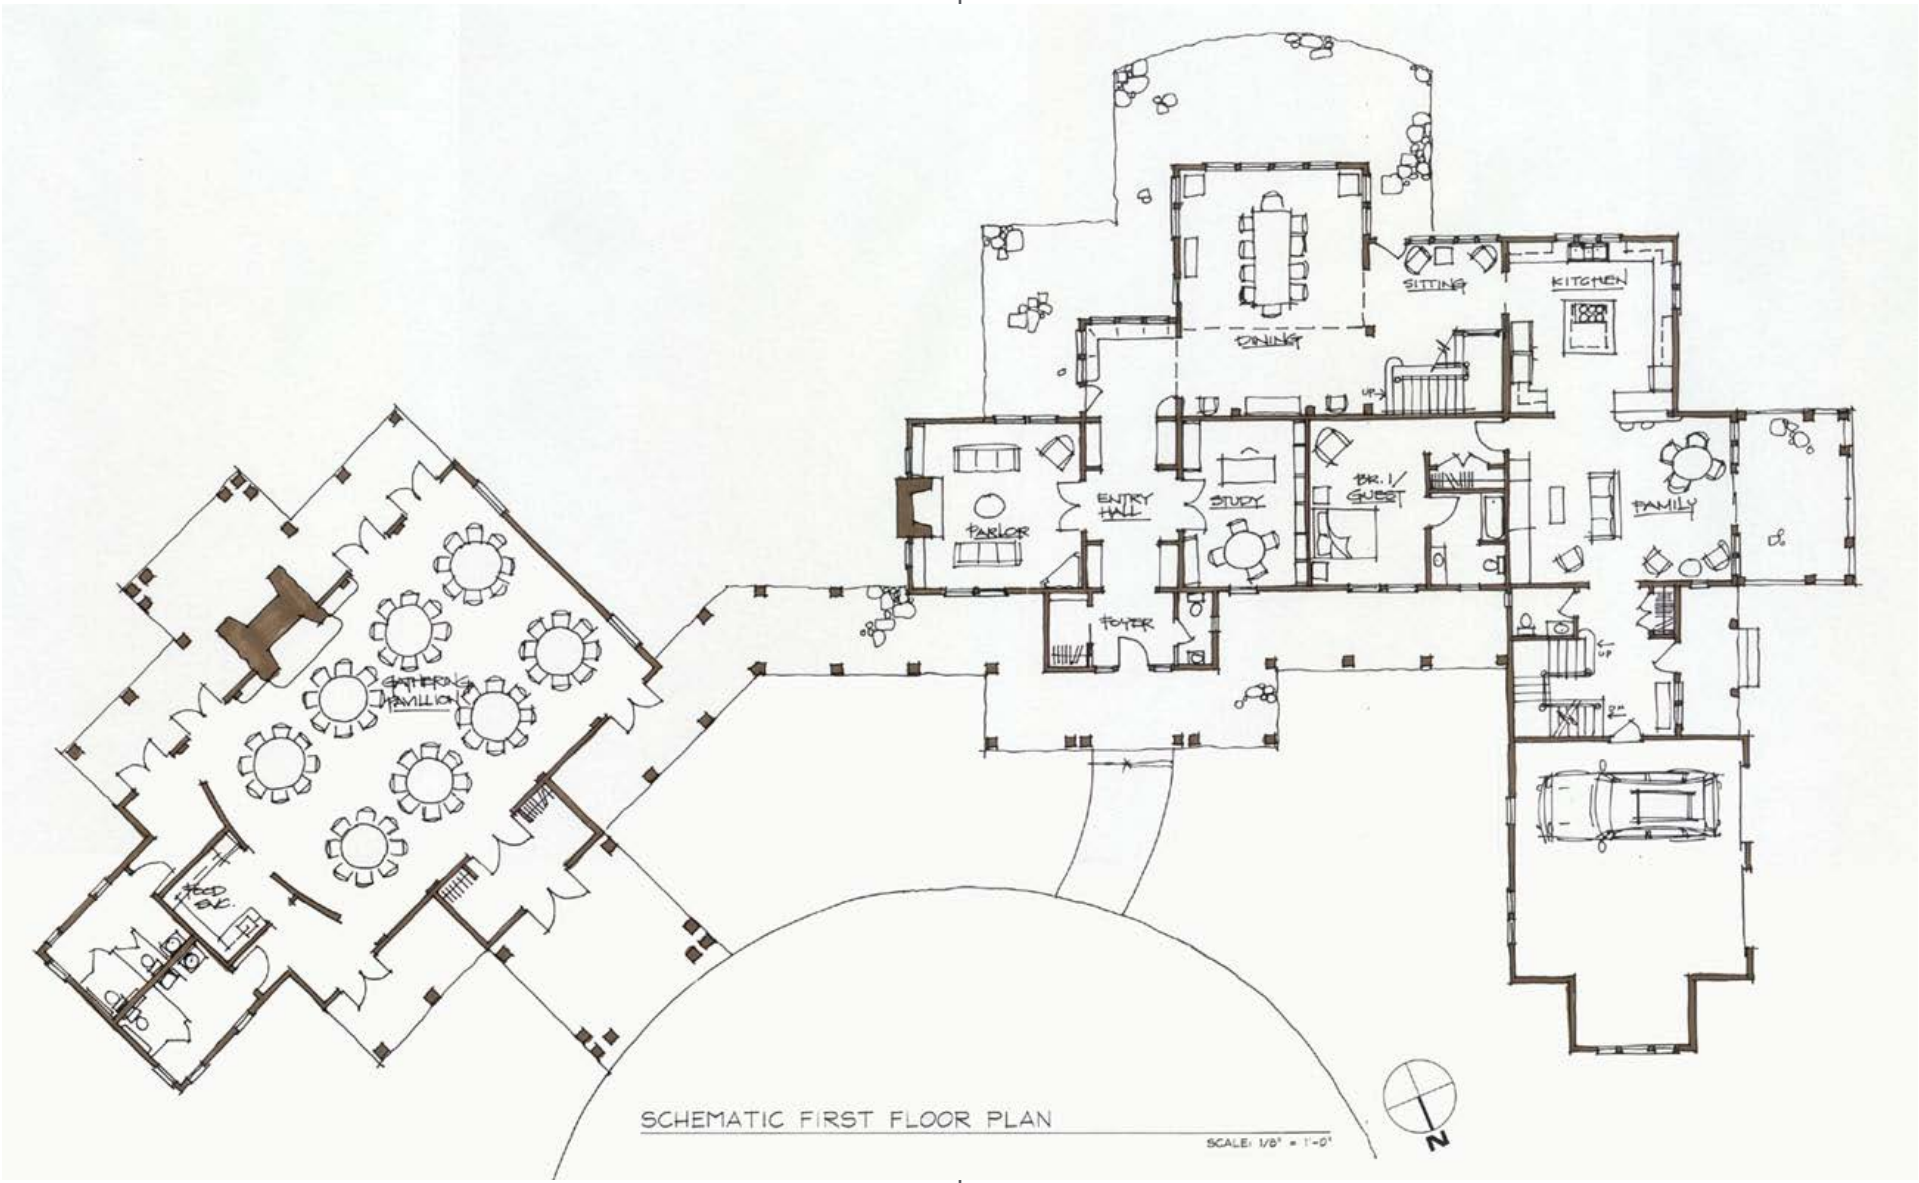 SITTING
KITCHEN
DINING
UP
ENTRY
HALL
STUDY
BR. 1/
GUEST
FAMILY
PARLOR
FOYER
UP
DN
GATHERING
PAVILLION
FOOD
SVC.
SCHEMATIC FIRST FLOOR PLAN
SCALE: 1/8" = 1'-0"
N